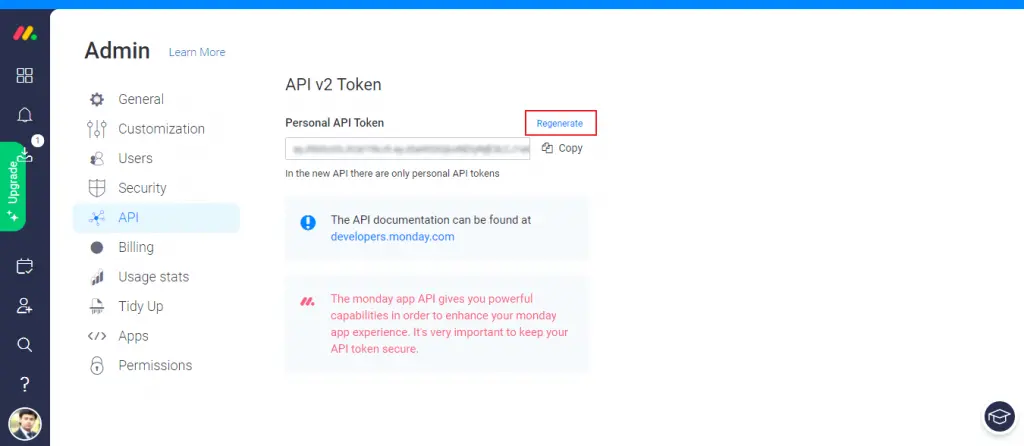 Admin
Learn More
General
Customization
Users
Security
API
Billing
Usage stats
Tidy Up
Apps
Permissions
1
Upgrade
API v2 Token
Personal API Token
Regenerate
Copy
In the new API there are only personal API tokens
The API documentation can be found at
developers.monday.com
The monday app API gives you powerful
capabilities in order to enhance your monday
app experience. It's very important to keep your
API token secure.
?